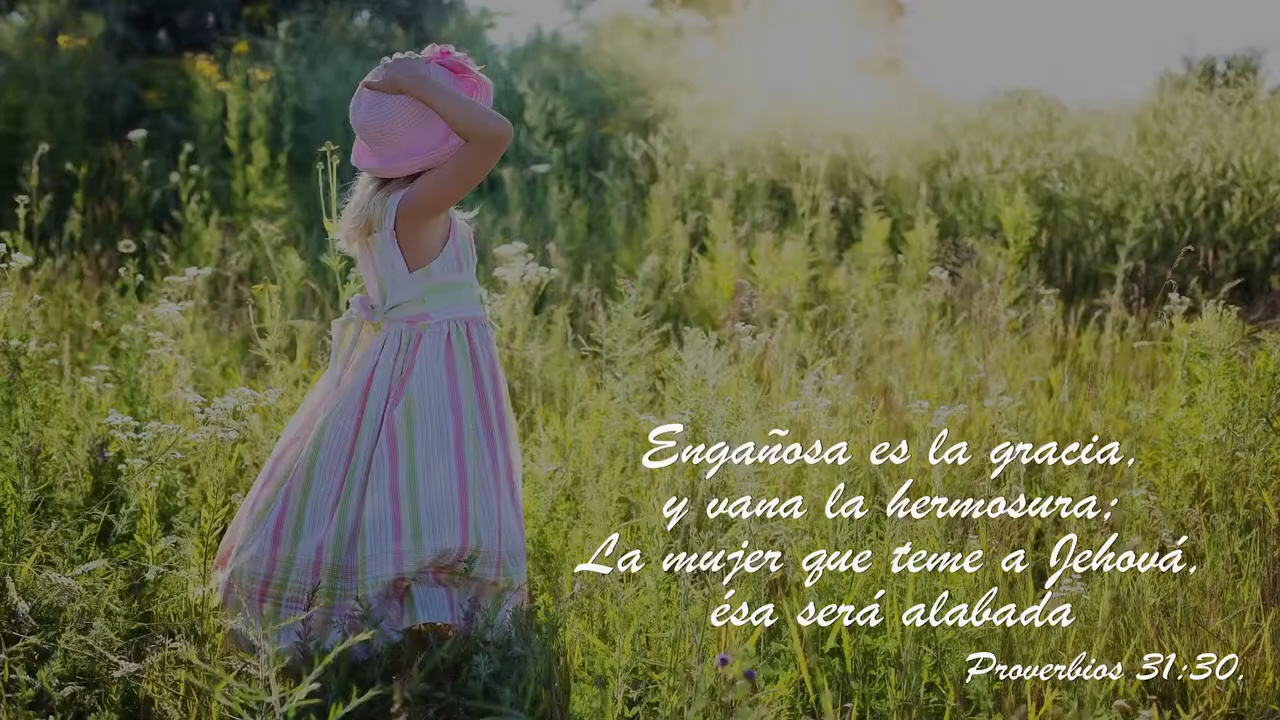 Engañosa es la gracia,
y vana la hermosura;
La mujer que teme a Jehová,
ésa será alabada
Proverbios 31:30.